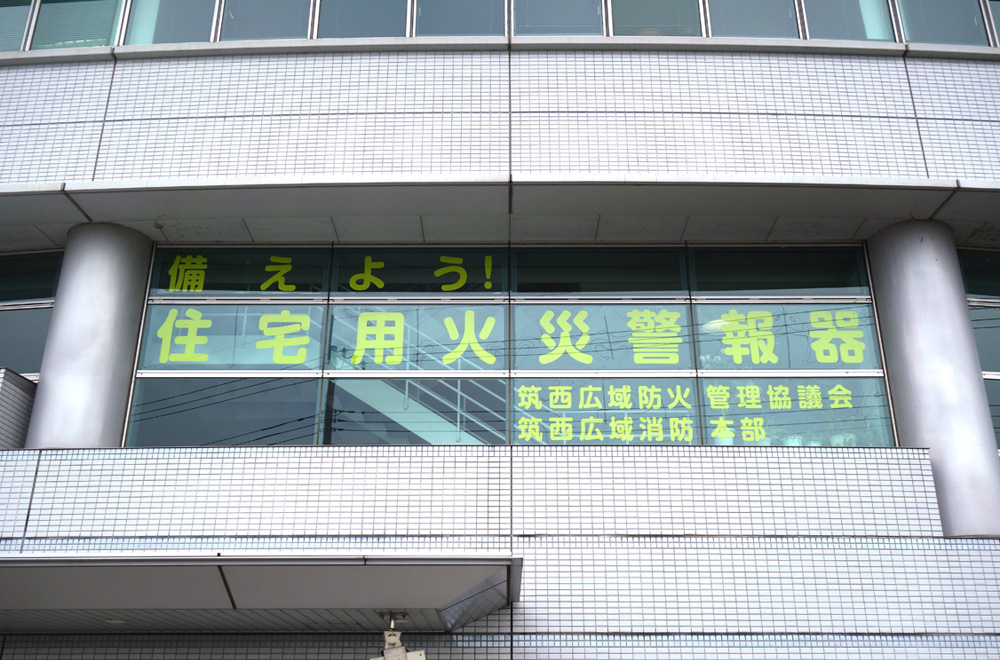 備えよう!
住宅用火災警報器
筑西広域防火管理協議会
筑西広域消防本部